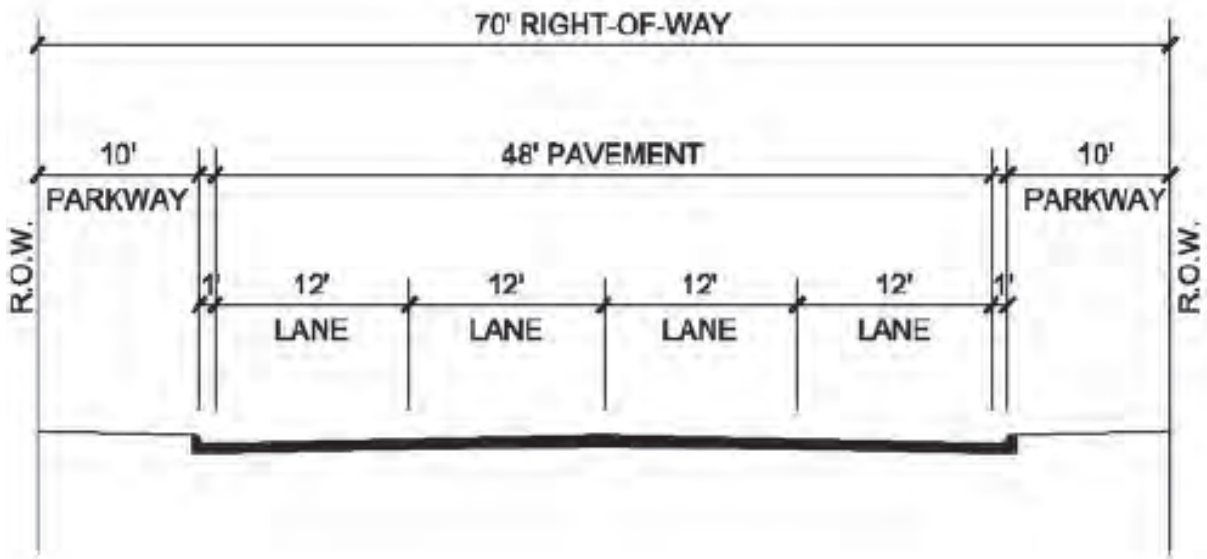 70' RIGHT-OF-WAY
10' 48' PAVEMENT 10'
PARKWAY PARKWAY
R.O.W. R.O.W.
1' 12' 12' 12' 12' 1'
LANE LANE LANE LANE